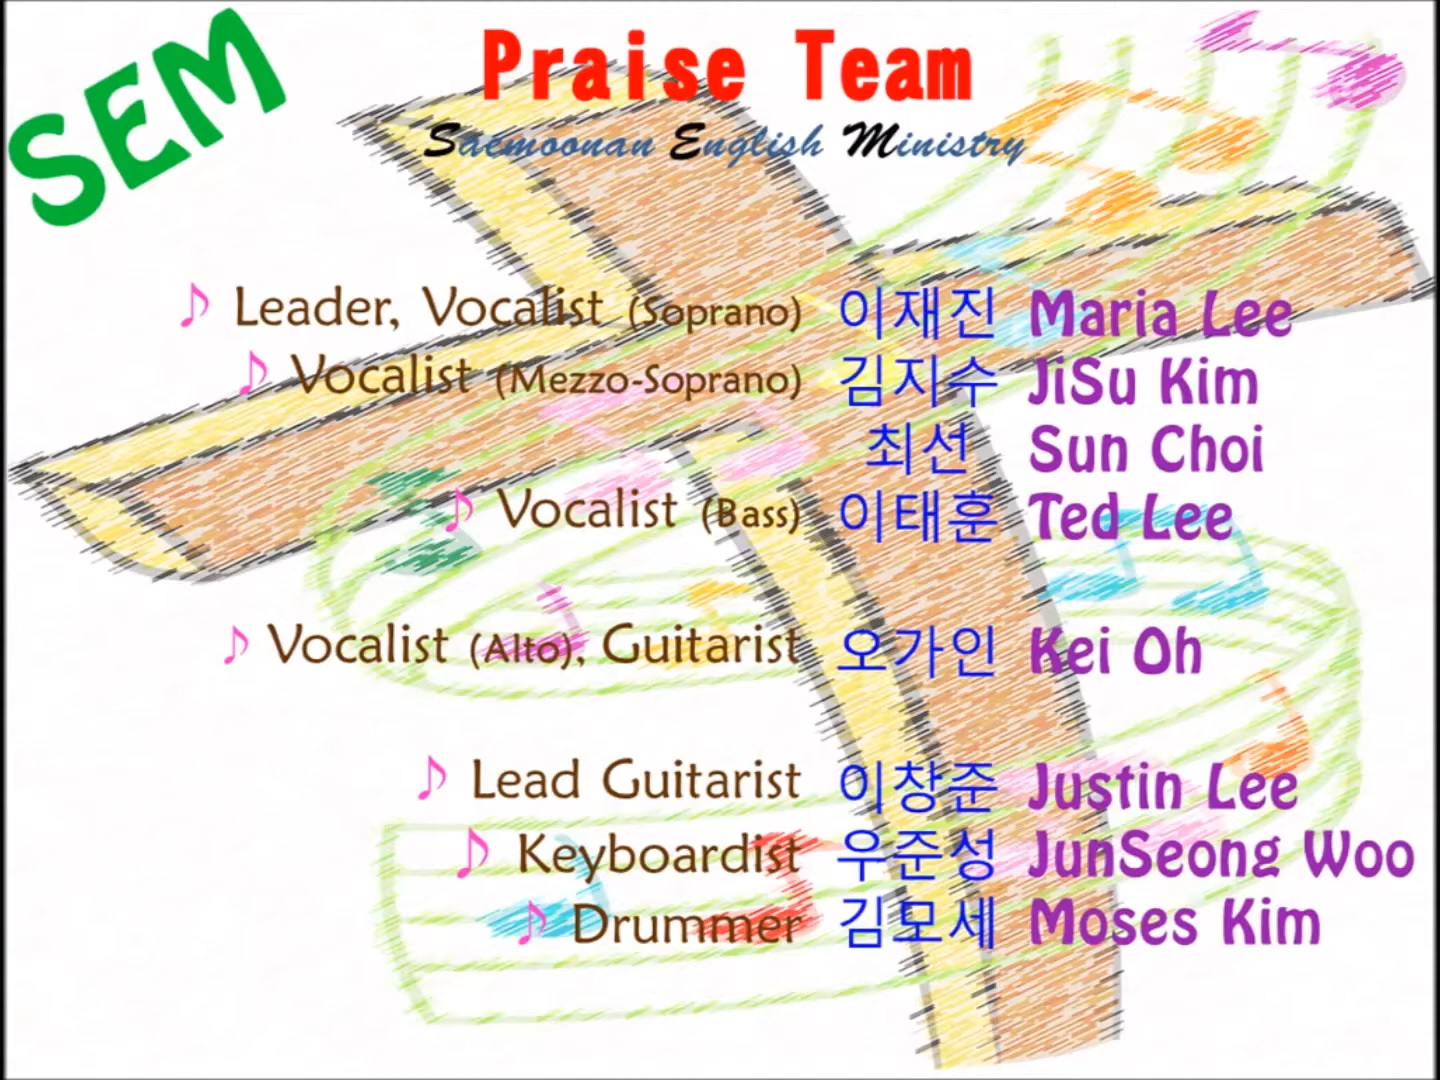 SEM
Praise Team
Saemoonan English Ministry
♪ Leader, Vocalist (Soprano) 이재진 Maria Lee
♪ Vocalist (Mezzo-Soprano) 김지수 JiSu Kim
최선 Sun Choi
♪ Vocalist (Bass) 이태훈 Ted Lee
♪ Vocalist (Alto), Guitarist 오가인 Kei Oh
♪ Lead Guitarist 이창준 Justin Lee
♪ Keyboardist 우준성 JunSeong Woo
♪ Drummer 김모세 Moses Kim